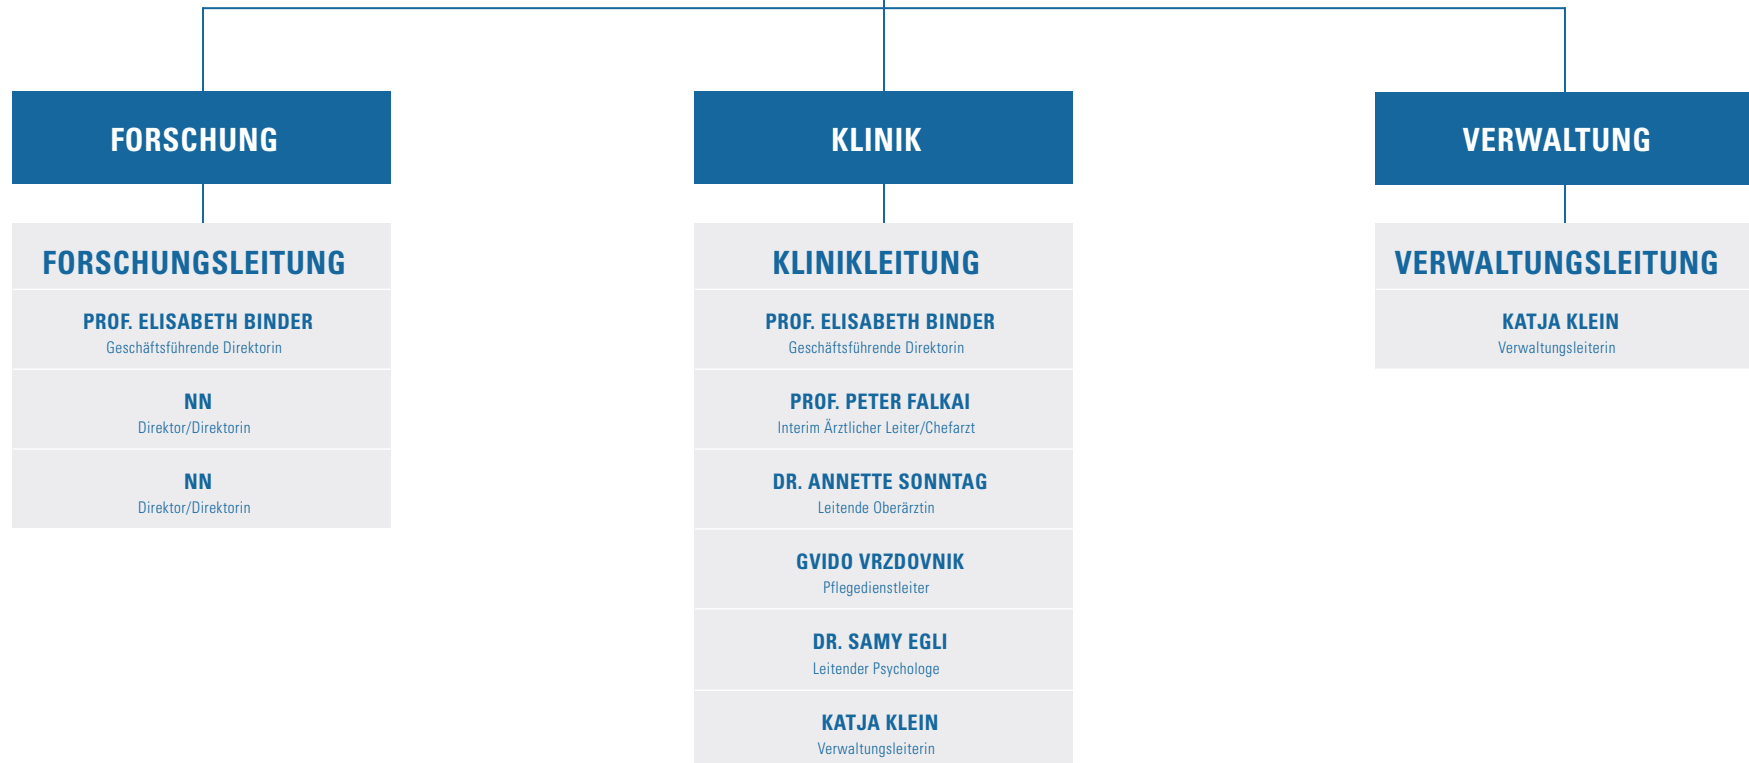 FORSCHUNG
FORSCHUNGSLEITUNG
PROF. ELISABETH BINDER
Geschäftsführende Direktorin
NN
Direktor/Direktorin
NN
Direktor/Direktorin
KLINIK
KLINIKLEITUNG
PROF. ELISABETH BINDER
Geschäftsführende Direktorin
PROF. PETER FALKAI
Interim Ärztlicher Leiter/Chefarzt
DR. ANNETTE SONNTAG
Leitende Oberärztin
GVIDO VRZDOVNIK
Pflegedienstleiter
DR. SAMY EGLI
Leitender Psychologe
KATJA KLEIN
Verwaltungsleiterin
VERWALTUNG
VERWALTUNGSLEITUNG
KATJA KLEIN
Verwaltungsleiterin